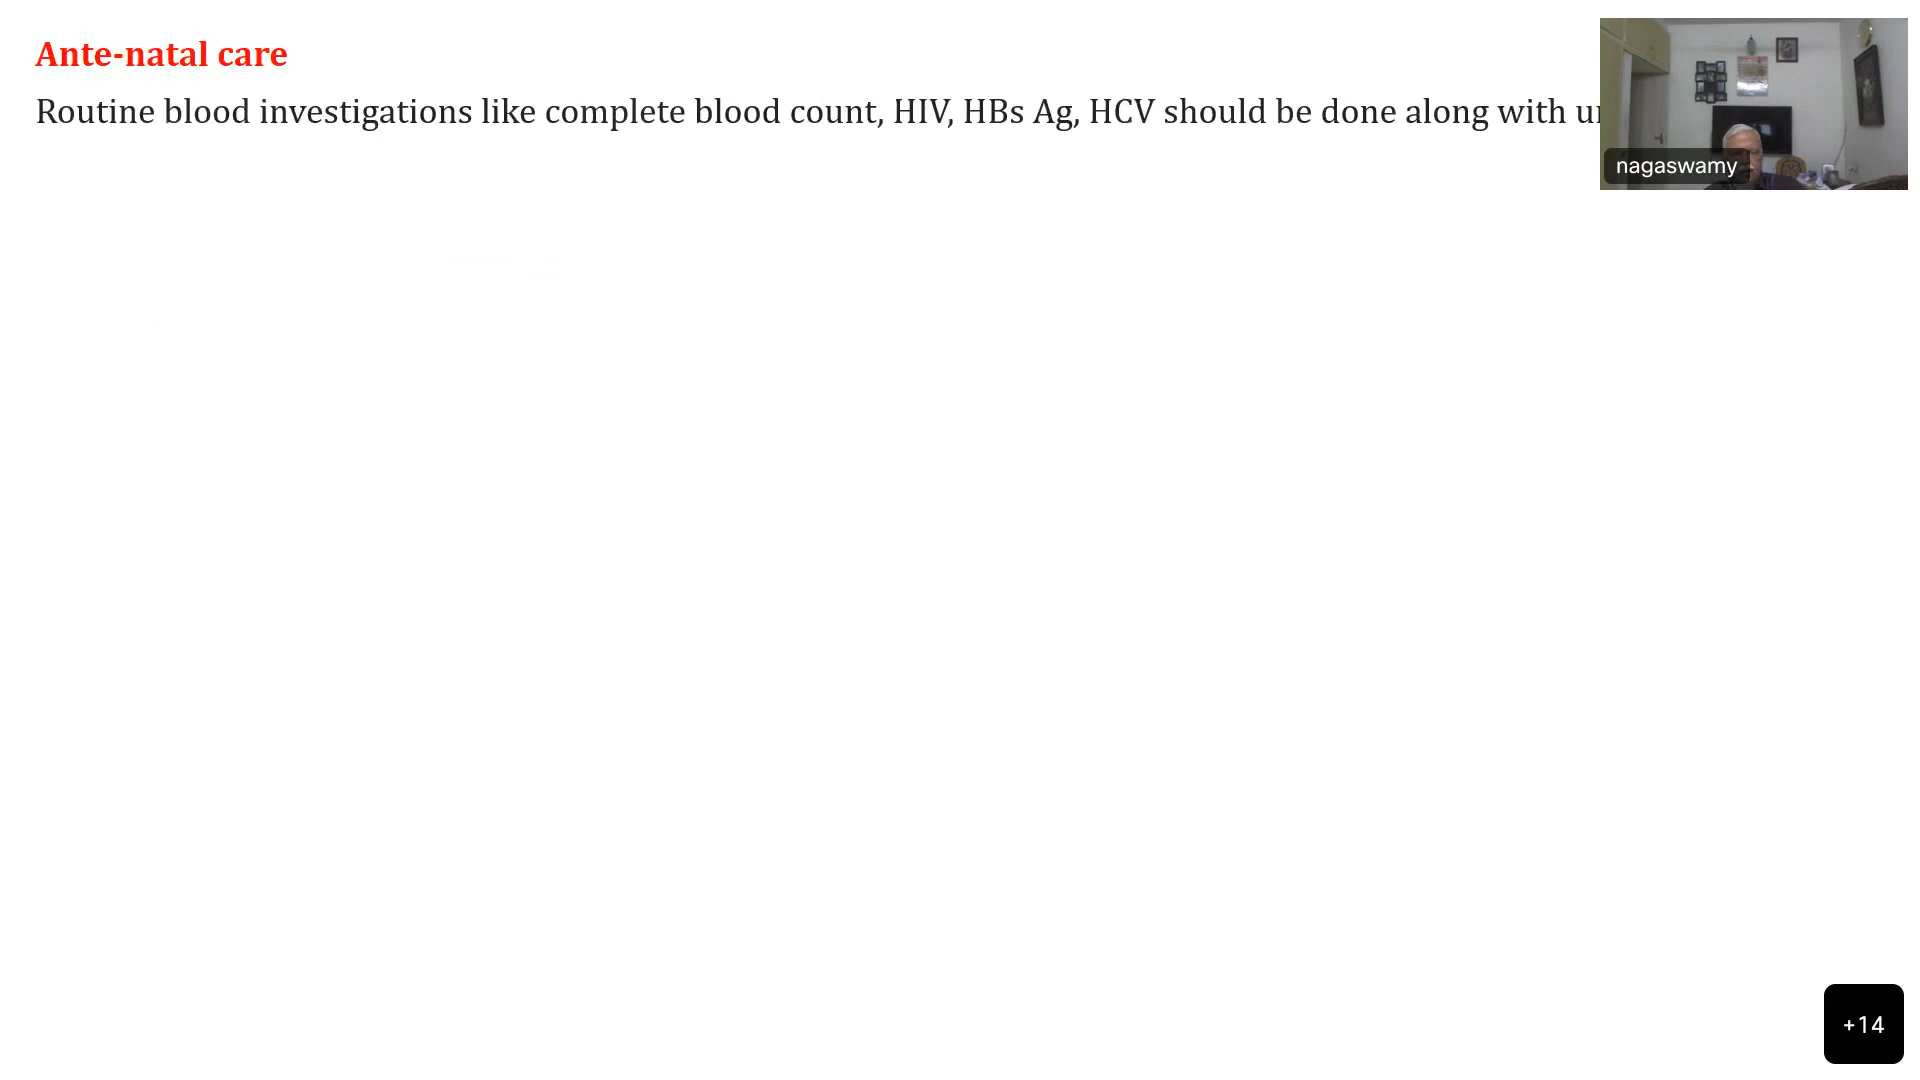 Ante-natal care
Routine blood investigations like complete blood count, HIV, HBs Ag, HCV should be done along with
nagaswamy
+14